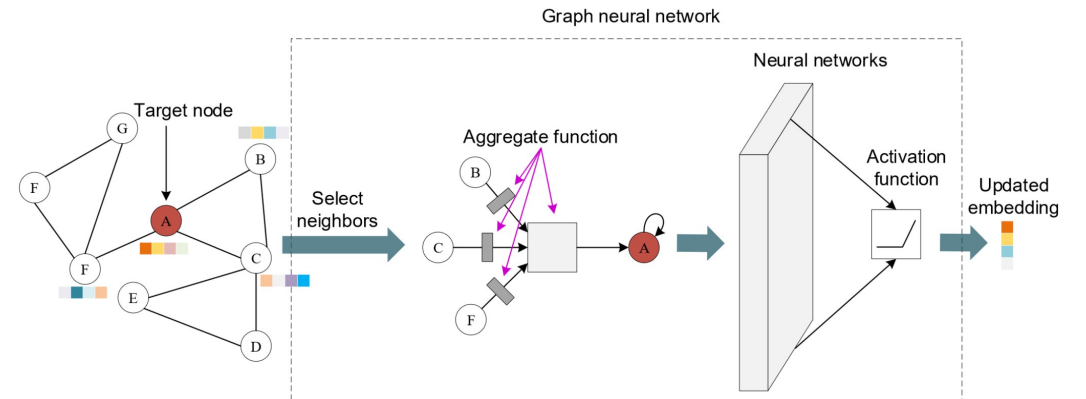 Graph neural network
Neural networks
Target node
G
B
Aggregate function
F
A
B
Select
neighbors
Activation
function
Updated
embedding
C
A
F
C
E
F
D